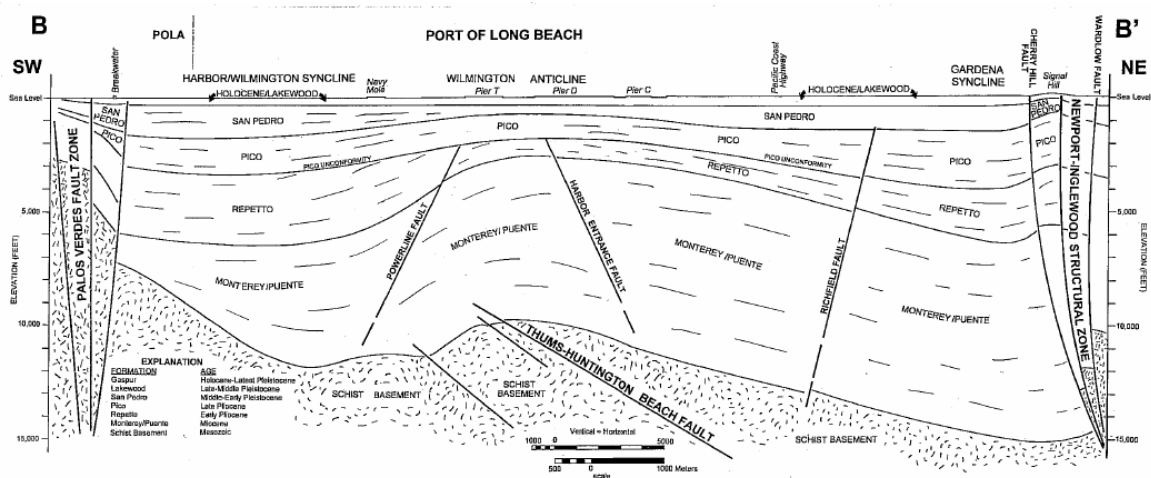 B
B'
POLA
PORT OF LONG BEACH
SW
NE
Breakwater
HARBOR/WILMINGTON SYNCLINE
Navy
Mole
WILMINGTON ANTICLINE
Pier T
Pier D
Pier C
Pacific Coast
Highway
GARDENA
SYNCLINE
CHERRY HILL
FAULT
Signal
Hill
WARDLOW FAULT
Sea Level
HOLOCENE/LAKEWOOD
HOLOCENE/LAKEWOOD
Sea Level
SAN
PEDRO
SAN PEDRO
SAN PEDRO
SAN
PEDRO
PICO
PICO
PICO
PICO
PICO
PICO
PICO UNCONFORMITY
PICO UNCONFORMITY
REPETTO
REPETTO
REPETTO
5,000
5,000
PALOS VERDES FAULT ZONE
POWERLINE FAULT
HARBOR ENTRANCE FAULT
RICHFIELD FAULT
NEWPORT-INGLEWOOD STRUCTURAL ZONE
ELEVATION (FEET)
ELEVATION (FEET)
MONTEREY/PUENTE
MONTEREY/PUENTE
MONTEREY/PUENTE
MONTEREY/PUENTE
10,000
10,000
THUMS-HUNTINGTON BEACH FAULT
SCHIST BASEMENT
SCHIST
BASEMENT
SCHIST BASEMENT
EXPLANATION
FORMATION AGE
Gaspur Holocene-Latest Pleistocene
Lakewood Late-Middle Pleistocene
San Pedro Middle-Early Pleistocene
Pico Late Pliocene
Repetto Early Pliocene
Monterey/Puente Miocene
Schist Basement Mesozoic
15,000
15,000
Vertical = Horizontal
1000 0 5000
500 0 1000 Meters
scale